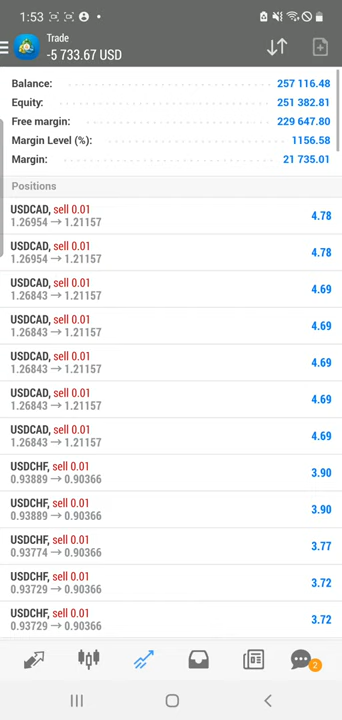 1:53
Trade
-5 733.67 USD
Balance: 257 116.48
Equity: 251 382.81
Free margin: 229 647.80
Margin Level (%): 1156.58
Margin: 21 735.01
Positions
USDCAD, sell 0.01
1.26954 → 1.21157 4.78
USDCAD, sell 0.01
1.26954 → 1.21157 4.78
USDCAD, sell 0.01
1.26843 → 1.21157 4.69
USDCAD, sell 0.01
1.26843 → 1.21157 4.69
USDCAD, sell 0.01
1.26843 → 1.21157 4.69
USDCAD, sell 0.01
1.26843 → 1.21157 4.69
USDCAD, sell 0.01
1.26843 → 1.21157 4.69
USDCHF, sell 0.01
0.93889 → 0.90366 3.90
USDCHF, sell 0.01
0.93889 → 0.90366 3.90
USDCHF, sell 0.01
0.93774 → 0.90366 3.77
USDCHF, sell 0.01
0.93729 → 0.90366 3.72
USDCHF, sell 0.01
0.93729 → 0.90366 3.72
2